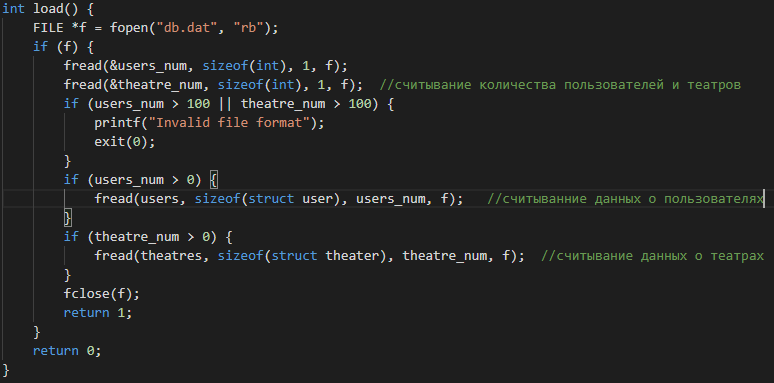 int load() {
    FILE *f = fopen("db.dat", "rb");
    if (f) {
        fread(&users_num, sizeof(int), 1, f);
        fread(&theatre_num, sizeof(int), 1, f);  //считывание количества пользователей и театров
        if (users_num > 100 || theatre_num > 100) {
            printf("Invalid file format");
            exit(0);
        }
        if (users_num > 0) {
            fread(users, sizeof(struct user), users_num, f);   //считыванние данных о пользователях
        }
        if (theatre_num > 0) {
            fread(theatres, sizeof(struct theater), theatre_num, f);  //считывание данных о театрах
        }
        fclose(f);
        return 1;
    }
    return 0;
}